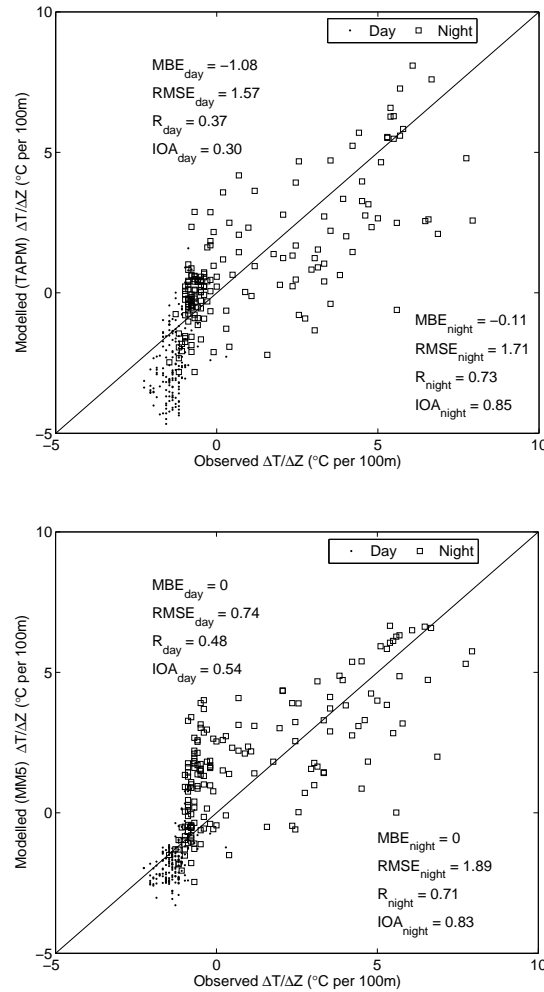 10
Day
Night
MBE_day = −1.08
RMSE_day = 1.57
R_day = 0.37
IOA_day = 0.30
5
Modelled (TAPM) ΔT/ΔZ (°C per 100m)
0
MBE_night = −0.11
RMSE_night = 1.71
R_night = 0.73
IOA_night = 0.85
−5
−5 0 5 10
Observed ΔT/ΔZ (°C per 100m)
10
Day
Night
MBE_day = 0
RMSE_day = 0.74
R_day = 0.48
IOA_day = 0.54
5
Modelled (MM5) ΔT/ΔZ (°C per 100m)
0
MBE_night = 0
RMSE_night = 1.89
R_night = 0.71
IOA_night = 0.83
−5
−5 0 5 10
Observed ΔT/ΔZ (°C per 100m)